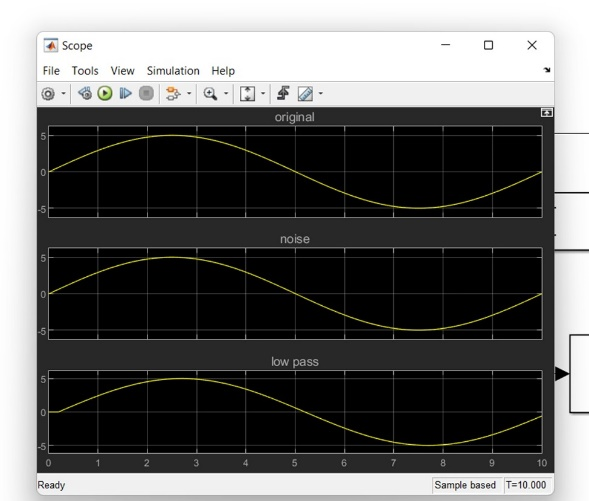 Scope
File Tools View Simulation Help
original
5
0
-5
noise
5
0
-5
low pass
5
0
-5
0 1 2 3 4 5 6 7 8 9 10
Ready Sample based T=10.000